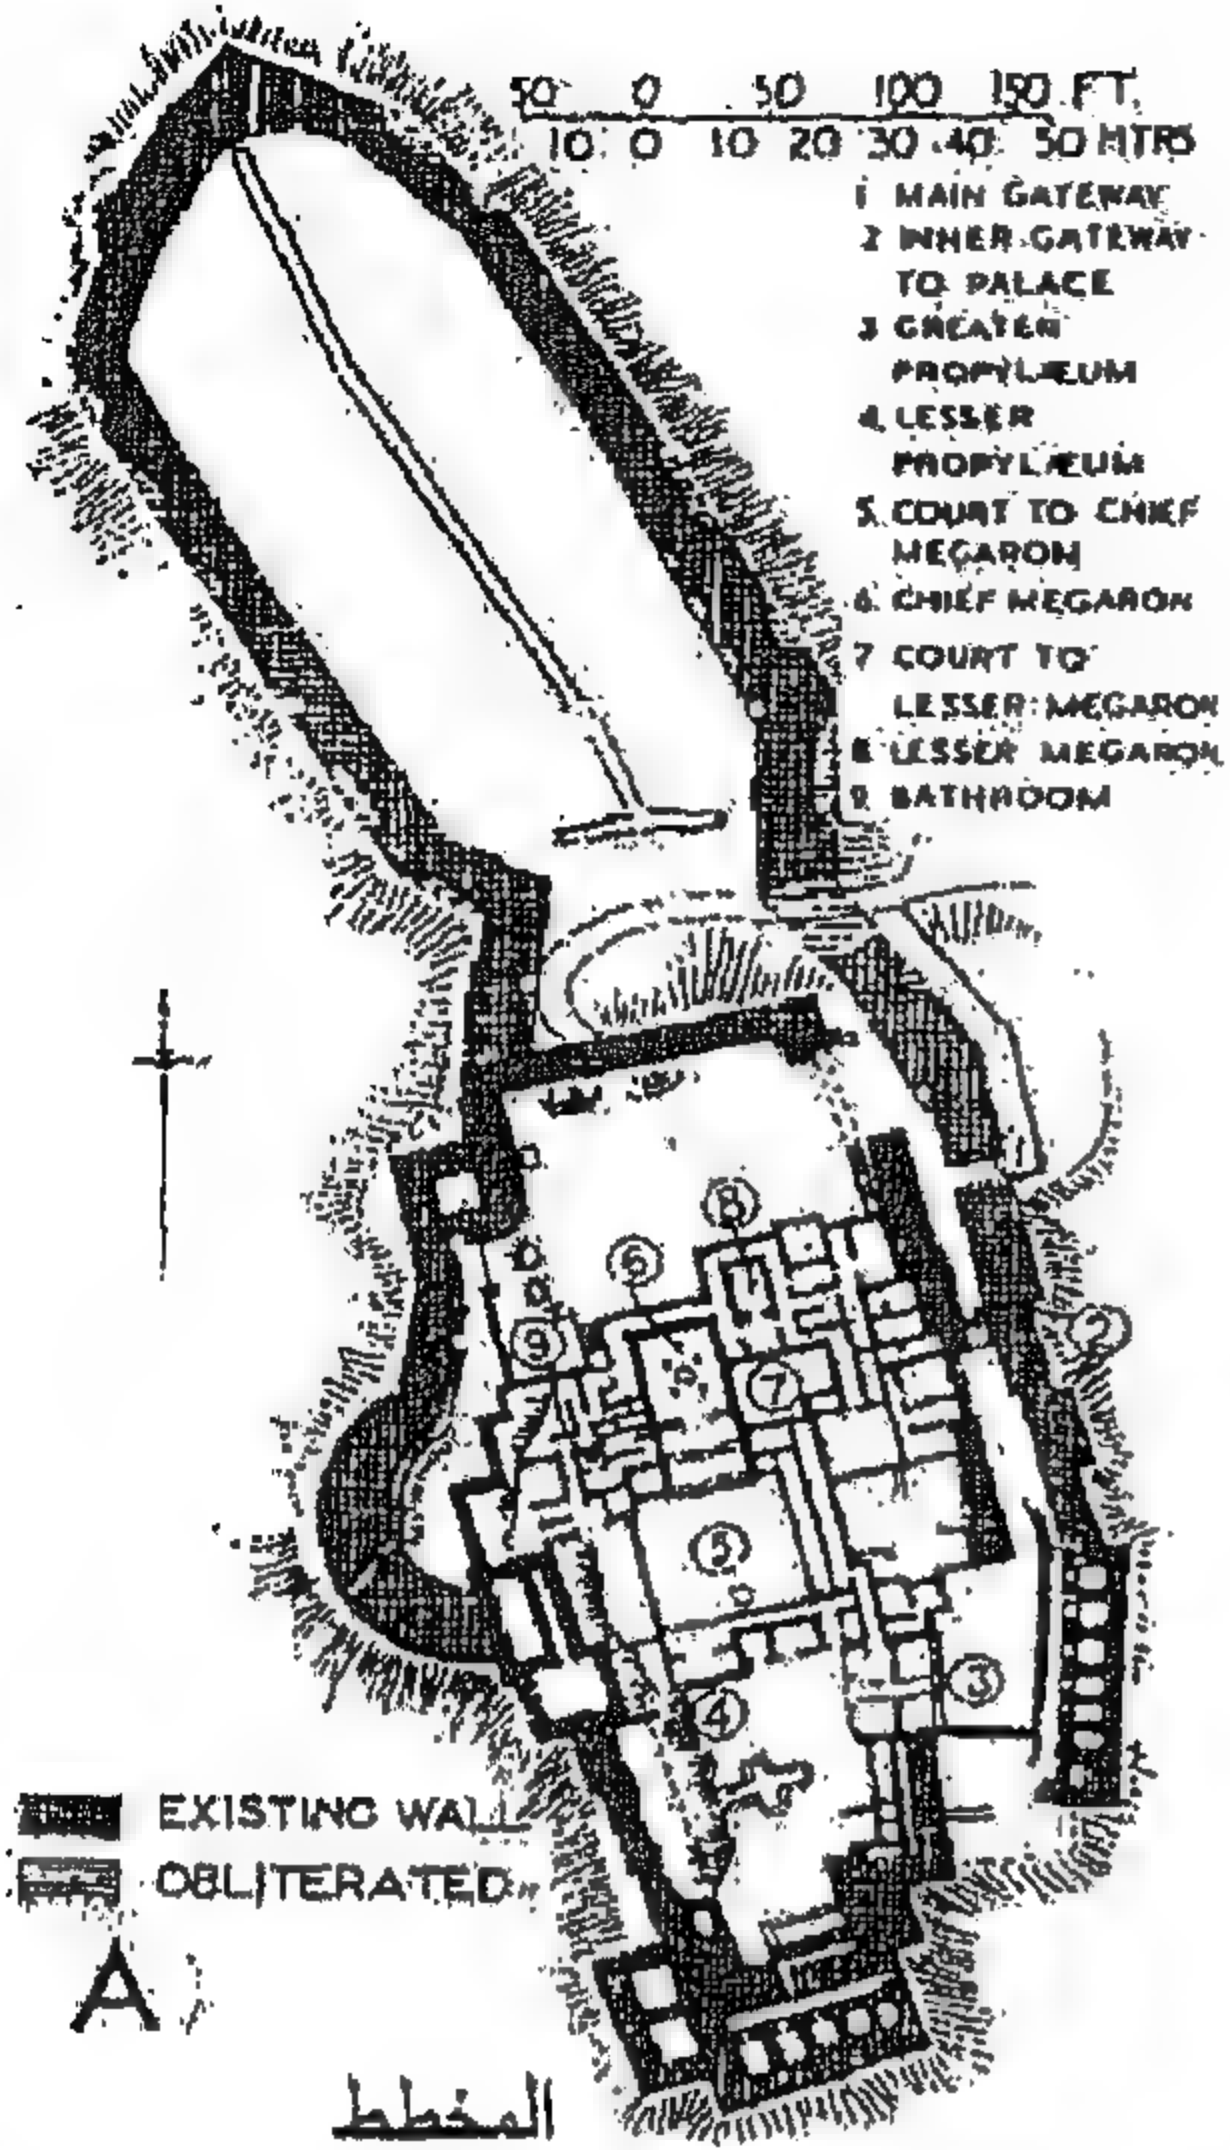 50 0 50 100 150 FT.
10 0 10 20 30 40 50 MTRS
1 MAIN GATEWAY
2 INNER GATEWAY
TO PALACE
3 GREATER
PROPYLÆUM
4 LESSER
PROPYLÆUM
5 COURT TO CHIEF
MEGARON
6 CHIEF MEGARON
7 COURT TO
LESSER MEGARON
8 LESSER MEGARON
9 BATHROOM
1
8
6
2
9
7
5
3
4
EXISTING WALL
OBLITERATED "
A
المخطط